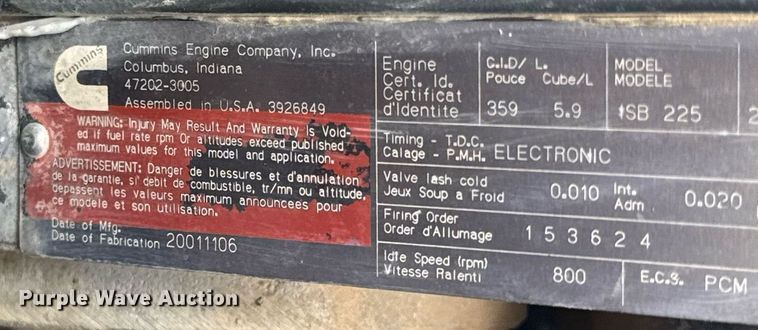 Cummins
Cummins Engine Company, Inc.
Columbus, Indiana
47202-3005
Assembled in U.S.A. 3926849
WARNING: Injury May Result And Warranty Is Void-
ed if fuel rate rpm Or altitudes exceed published
maximum values for this model and application.
ADVERTISSEMENT: Danger de blessures et d'annulation
de la garantie, si debit de combustible, tr/mn ou altitude,
depassent les valeurs maximum announcees pour
ce modele et son utilisation.
Date of Mfg.
Date of Fabrication 20011106
Engine
Cert. Id.
Certificat
d'Identite
C.I.D/ L.
Pouce Cube/L
359 5.9
MODEL
MODELE
ISB 225
2
Timing - T.D.C.
Calage - P.M.H. ELECTRONIC
Valve lash cold
Jeux Soup a Froid 0.010 Int.
Adm 0.020
Firing Order
Order d'Allumage 1 5 3 6 2 4
Idle Speed (rpm)
Vitesse Ralenti 800 E.C.S. PCM
Purple Wave Auction